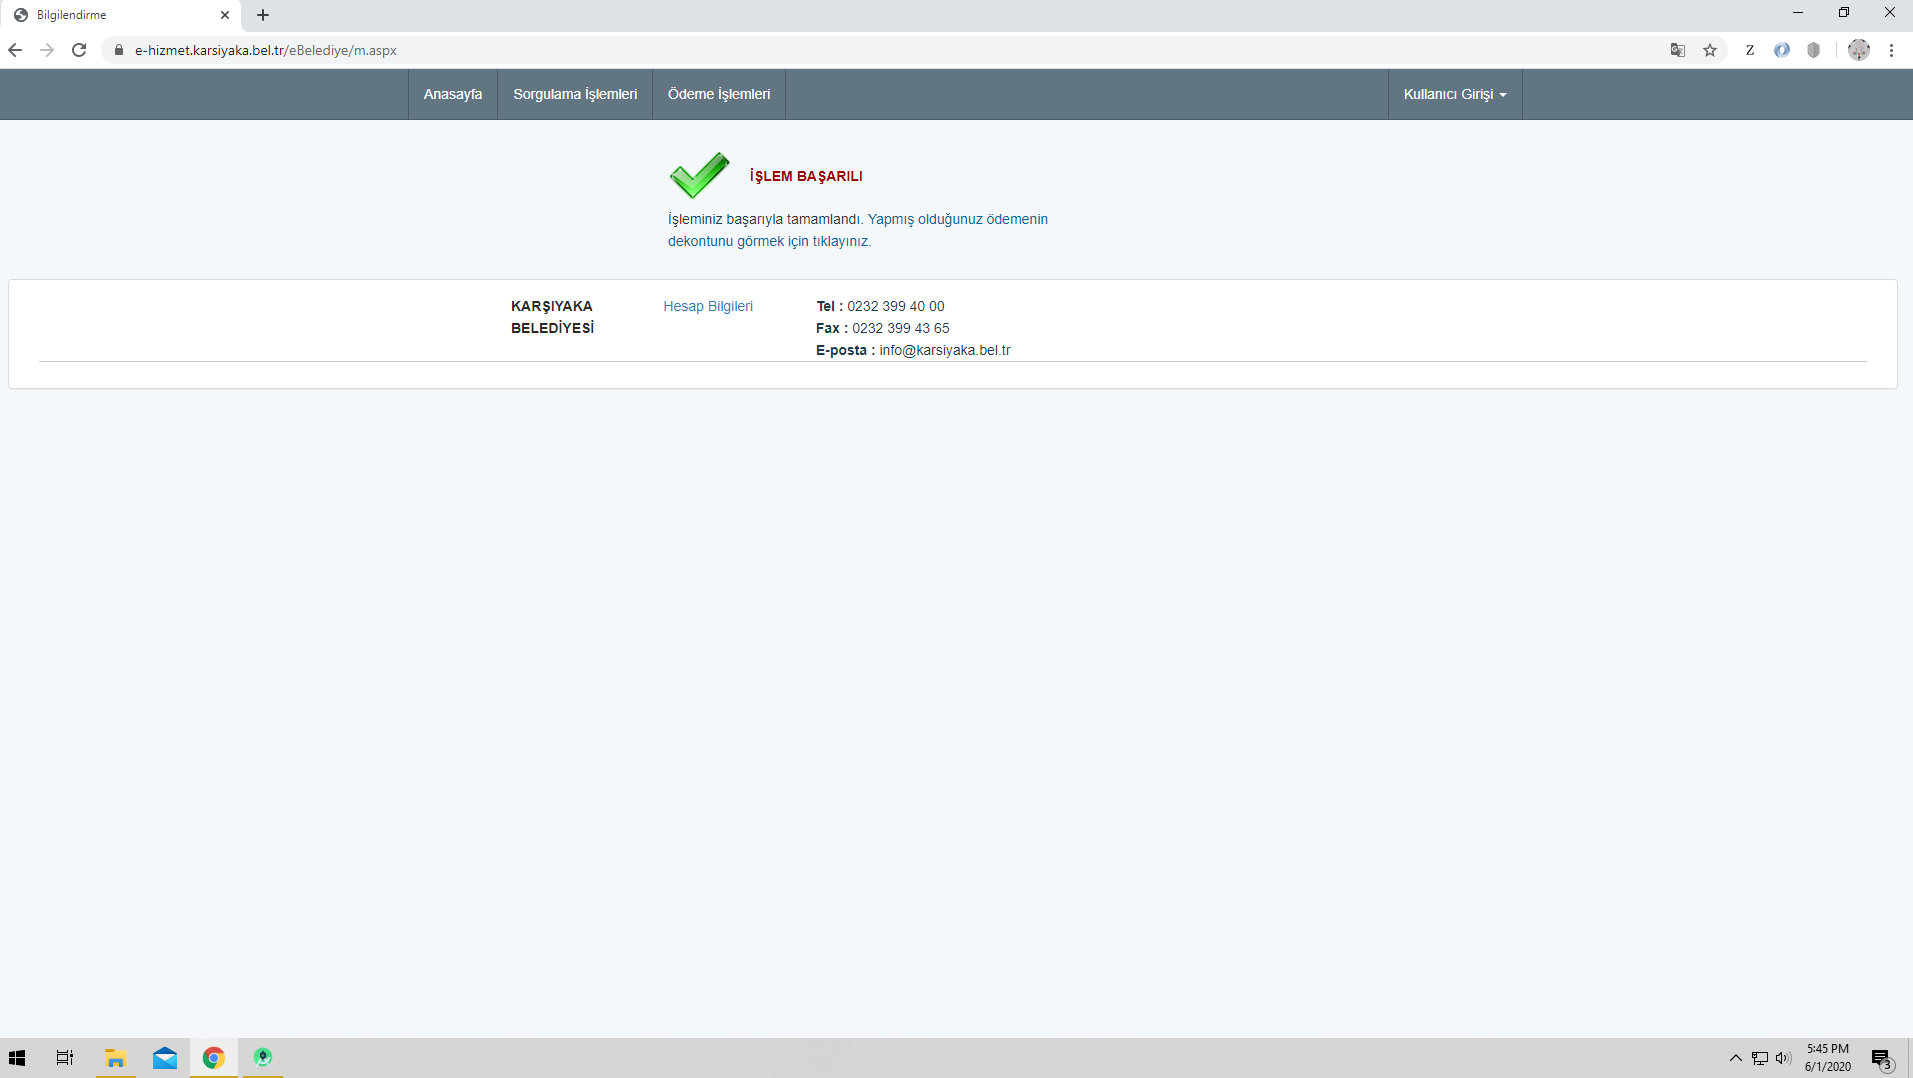 Bilgilendirme
e-hizmet.karsiyaka.bel.tr/eBelediye/m.aspx
Z
Anasayfa
Sorgulama İşlemleri
Ödeme İşlemleri
Kullanıcı Girişi
İŞLEM BAŞARILI
İşleminiz başarıyla tamamlandı. Yapmış olduğunuz ödemenin
dekontunu görmek için tıklayınız.
KARŞIYAKA
BELEDİYESİ
Hesap Bilgileri
Tel : 0232 399 40 00
Fax : 0232 399 43 65
E-posta : info@karsiyaka.bel.tr
5:45 PM
6/1/2020
3